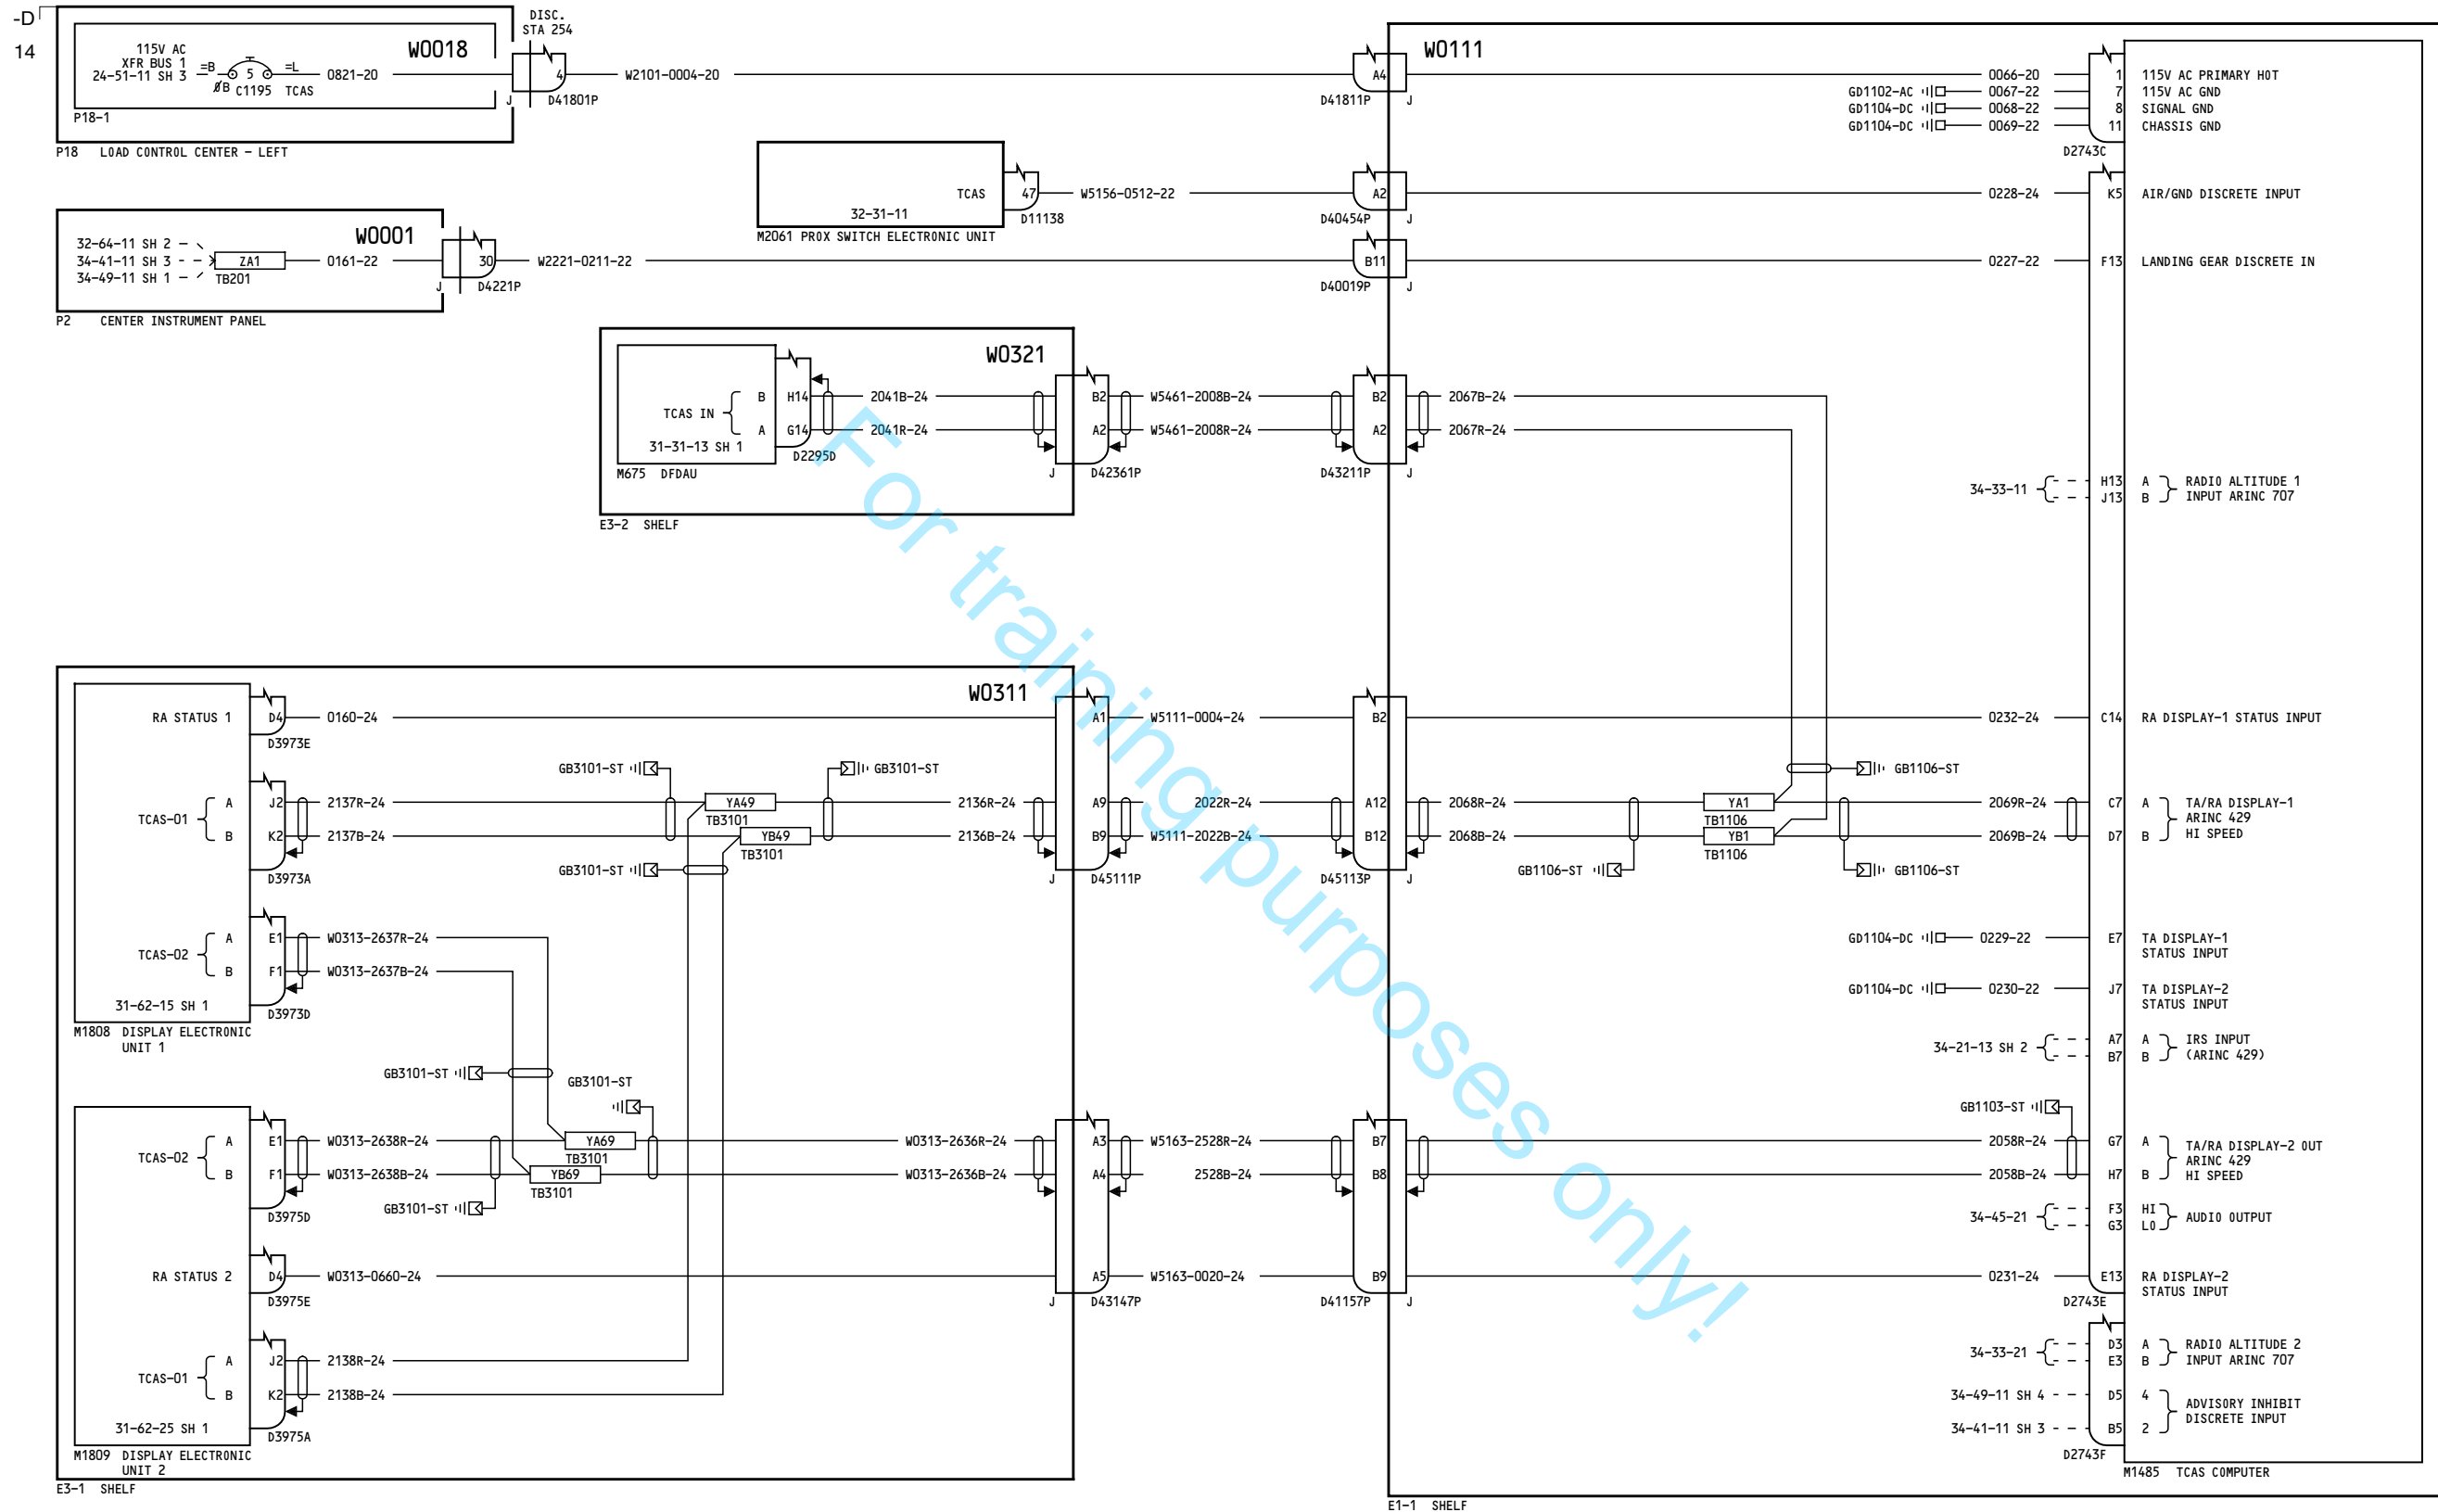 -D
14
DISC.
STA 254
115V AC
XFR BUS 1
24-51-11 SH 3
=B
ØB
5
C1195
=L
TCAS
0821-20
W0018
P18-1
J
4
D41801P
W2101-0004-20
P18 LOAD CONTROL CENTER - LEFT
A4
D41811P
J
W0111
0066-20
1
115V AC PRIMARY HOT
GD1102-AC
0067-22
7
115V AC GND
GD1104-DC
0068-22
8
SIGNAL GND
GD1104-DC
0069-22
11
CHASSIS GND
D2743C
TCAS
47
D11138
32-31-11
M2061 PROX SWITCH ELECTRONIC UNIT
W5156-0512-22
A2
D40454P
J
0228-24
K5
AIR/GND DISCRETE INPUT
32-64-11 SH 2
34-41-11 SH 3
34-49-11 SH 1
ZA1
TB201
0161-22
W0001
J
30
D4221P
W2221-0211-22
P2 CENTER INSTRUMENT PANEL
B11
D40019P
J
0227-22
F13
LANDING GEAR DISCRETE IN
W0321
TCAS IN
B
H14
2041B-24
A
G14
2041R-24
31-31-13 SH 1
D2295D
M675 DFDAU
E3-2 SHELF
B2
A2
J
D42361P
W5461-2008B-24
W5461-2008R-24
B2
A2
D43211P
J
2067B-24
2067R-24
34-33-11
H13
J13
A
B
RADIO ALTITUDE 1
INPUT ARINC 707
W0311
RA STATUS 1
D4
D3973E
0160-24
A1
W5111-0004-24
B2
0232-24
C14
RA DISPLAY-1 STATUS INPUT
GB3101-ST
GB3101-ST
GB1106-ST
TCAS-01
A
J2
2137R-24
YA49
TB3101
2136R-24
A9
2022R-24
A12
2068R-24
YA1
TB1106
2069R-24
C7
A
B
K2
2137B-24
YB49
TB3101
2136B-24
B9
W5111-2022B-24
B12
2068B-24
YB1
TB1106
2069B-24
D7
B
TA/RA DISPLAY-1
ARINC 429
HI SPEED
D3973A
GB3101-ST
J
D45111P
D45113P
J
GB1106-ST
GB1106-ST
TCAS-02
A
E1
W0313-2637R-24
B
F1
W0313-2637B-24
31-62-15 SH 1
D3973D
M1808 DISPLAY ELECTRONIC
UNIT 1
GD1104-DC
0229-22
E7
TA DISPLAY-1
STATUS INPUT
GD1104-DC
0230-22
J7
TA DISPLAY-2
STATUS INPUT
34-21-13 SH 2
A7
B7
A
B
IRS INPUT
(ARINC 429)
GB3101-ST
GB3101-ST
GB1103-ST
TCAS-02
A
E1
W0313-2638R-24
YA69
TB3101
W0313-2636R-24
A3
W5163-2528R-24
B7
2058R-24
G7
A
B
F1
W0313-2638B-24
YB69
TB3101
W0313-2636B-24
A4
2528B-24
B8
2058B-24
H7
B
TA/RA DISPLAY-2 OUT
ARINC 429
HI SPEED
D3975D
GB3101-ST
34-45-21
F3
G3
HI
LO
AUDIO OUTPUT
RA STATUS 2
D4
D3975E
W0313-0660-24
A5
J
D43147P
W5163-0020-24
B9
D41157P
J
0231-24
E13
RA DISPLAY-2
STATUS INPUT
D2743E
TCAS-01
A
J2
2138R-24
B
K2
2138B-24
31-62-25 SH 1
D3975A
M1809 DISPLAY ELECTRONIC
UNIT 2
E3-1 SHELF
34-33-21
D3
E3
A
B
RADIO ALTITUDE 2
INPUT ARINC 707
34-49-11 SH 4
D5
4
34-41-11 SH 3
B5
2
ADVISORY INHIBIT
DISCRETE INPUT
D2743F
M1485 TCAS COMPUTER
E1-1 SHELF
For training purposes only!